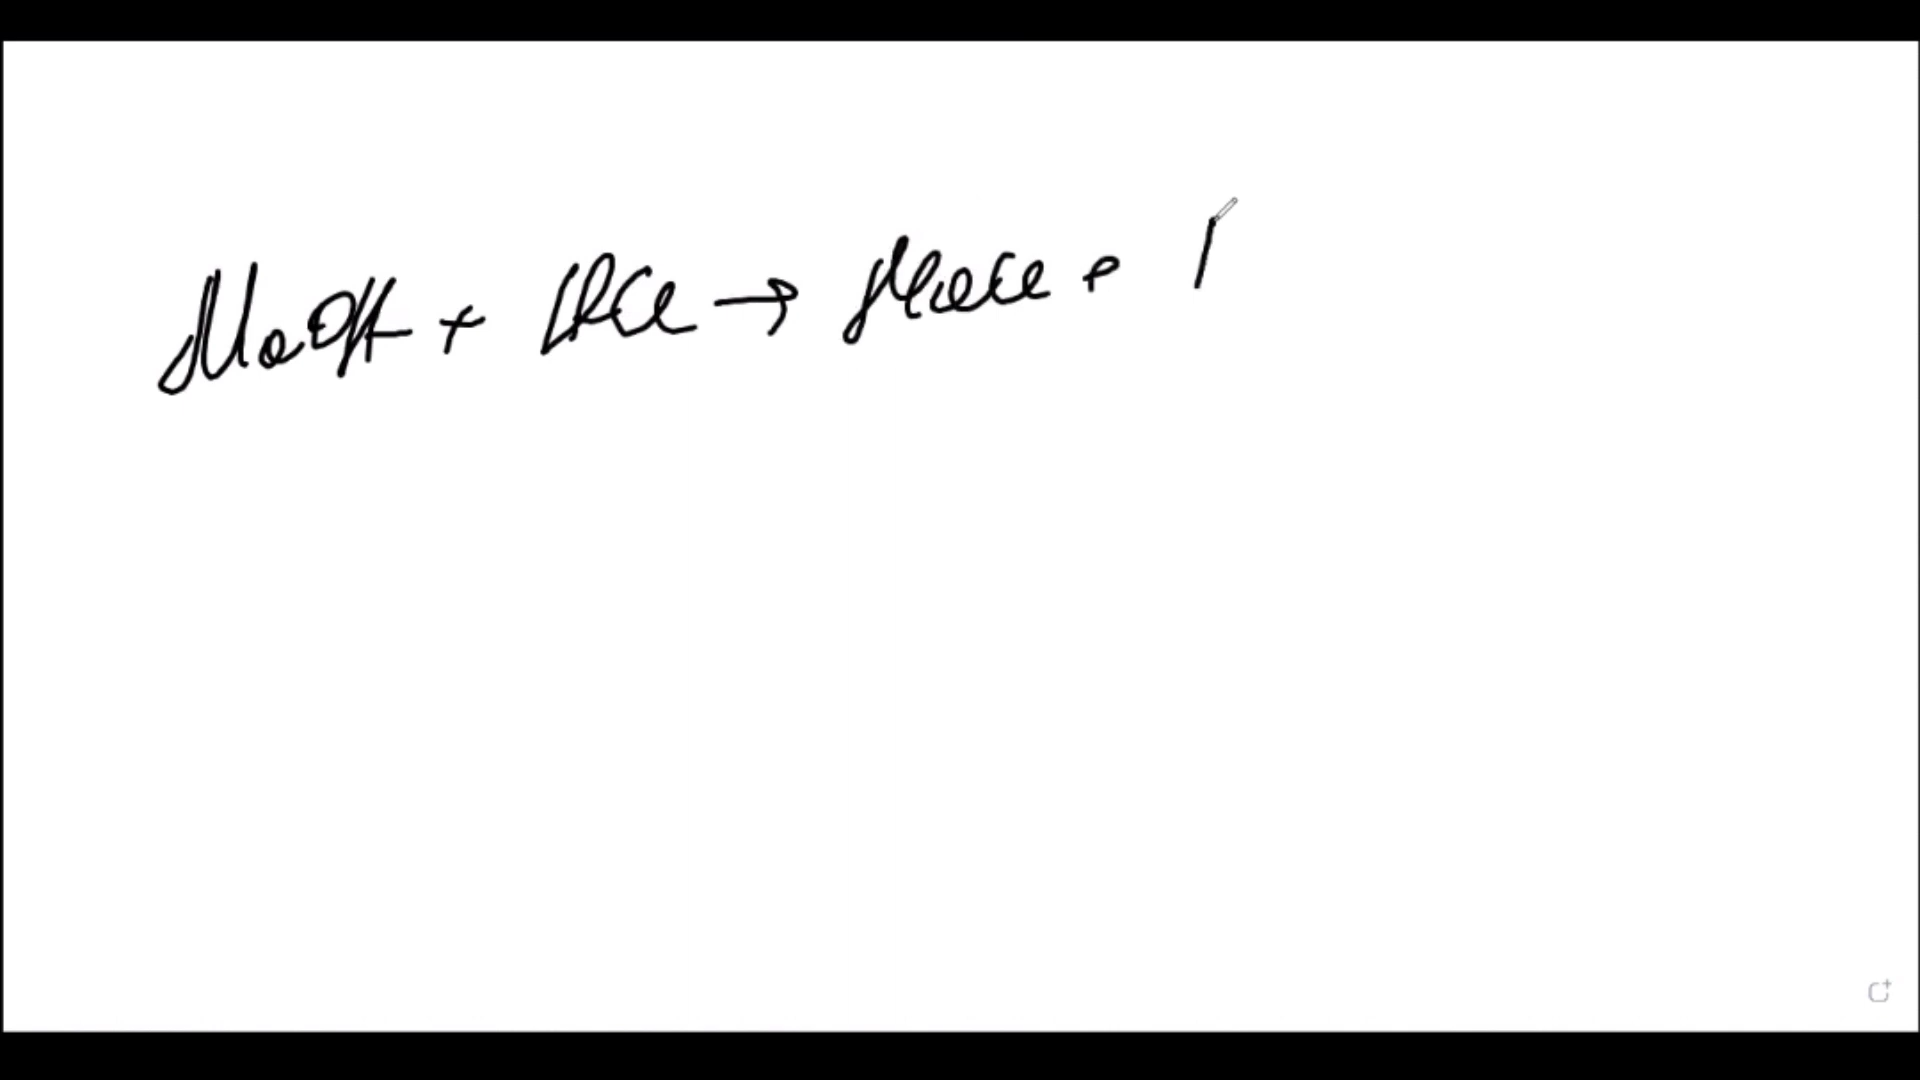 NaOH + HCl → NaCl +